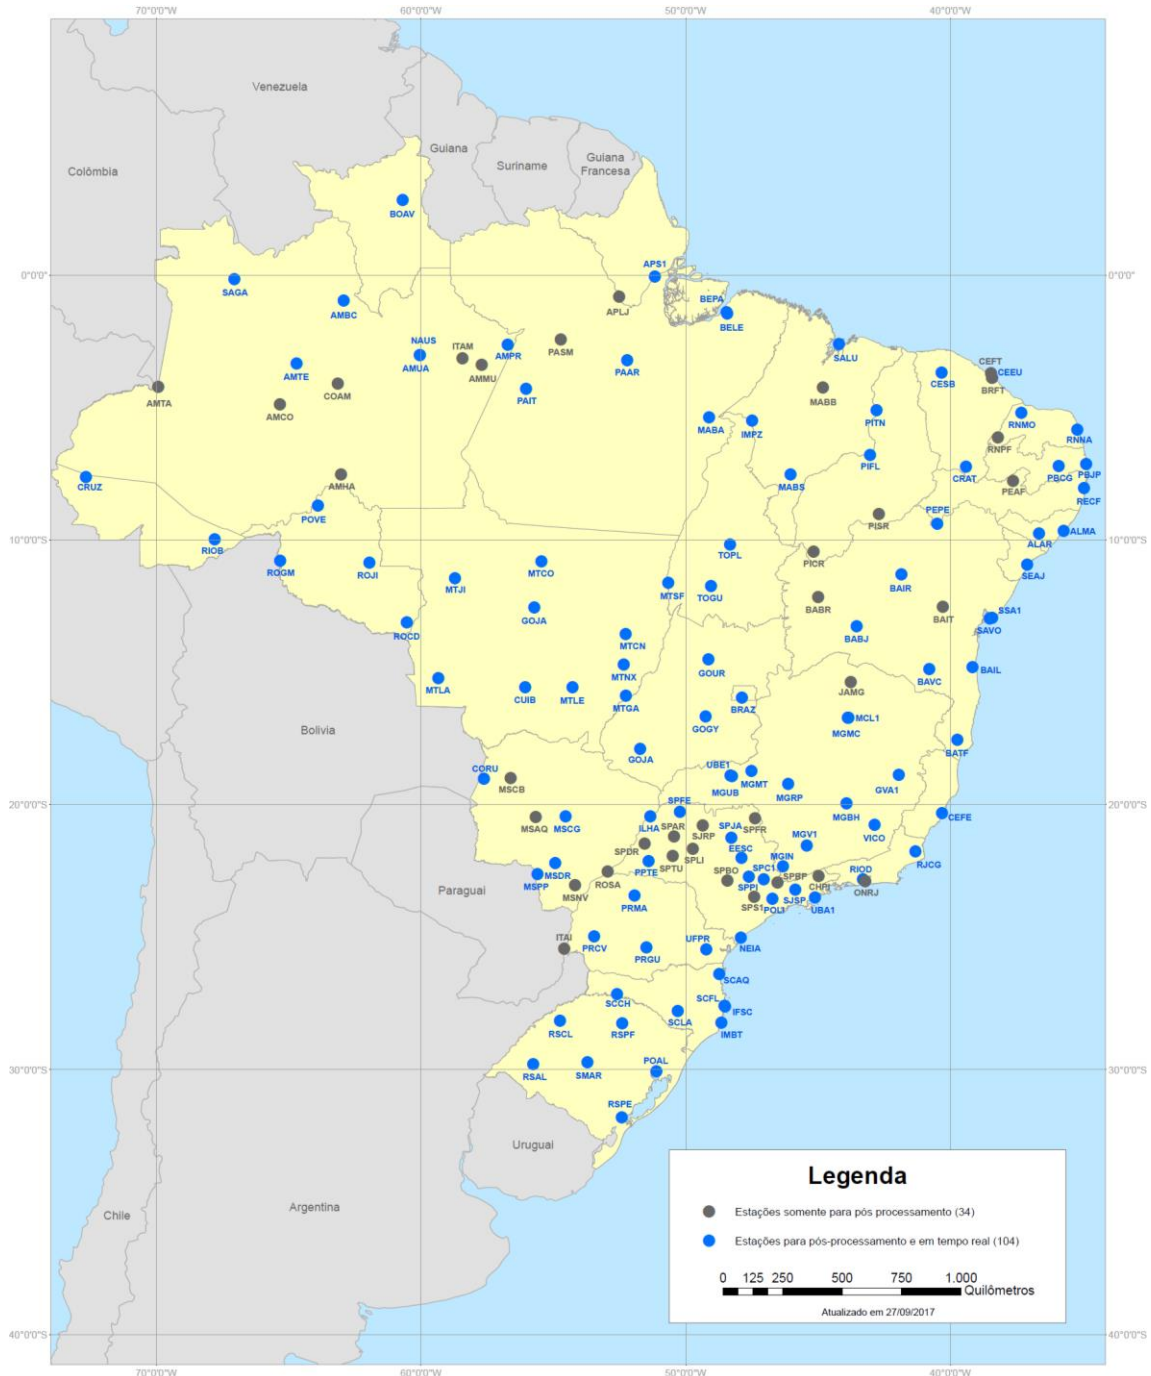 70°0'0"W
60°0'0"W
50°0'0"W
40°0'0"W
Venezuela
Guiana
Suriname
Guiana
Francesa
Colômbia
BOAV
0°0'0"
0°0'0"
APS1
SAGA
AMBC
APLJ
BEPA
BELE
NAUS
AMUA
ITAM
AMPR
AMMU
PASM
PAAR
SALU
CEFT
CEEU
BRFT
CESB
AMTE
COAM
AMTA
AMCO
PAIT
MABB
MABA
IMPZ
PITN
RNMO
RNNA
RNPF
CRUZ
AMHA
PIFL
MABS
CRAT
PBCG
PBJP
PEAF
RECF
POVE
PISR
PEPE
RIOB
ALMA
ALAR
10°0'0"S
10°0'0"S
TOPL
PICR
SEAJ
ROGM
ROJI
MTCO
MTJI
MTSF
TOGU
BAIR
BABR
BAIT
GOJA
SSA1
SAVO
ROCD
MTCN
BABJ
MTNX
GOUR
BAVC
BAIL
MTLA
CUIB
MTLE
MTGA
BRAZ
JAMG
GOGY
MCL1
MGMC
Bolivia
GOJA
BATF
CORU
MSCB
UBE1
MGUB
MGMT
MGRP
GVA1
20°0'0"S
20°0'0"S
SPFE
MGBH
CEFE
MSAQ
MSCG
ILHA
SPAR
SJRP
SPJA
SPFR
VICO
SPDR
SPLI
EESC
MGV1
RJCG
MSDR
PPTE
SPTU
MGIN
MSPP
ROSA
SPBO
SPC1
SPPI
SPBP
CHPI
RIOD
ONRJ
Paraguai
MSNV
PRMA
SPS1
POLI
SJSP
UBA1
ITAI
PRCV
PRGU
UFPR
NEIA
SCAQ
SCCH
SCFL
IFSC
SCLA
IMBT
RSCL
RSPF
RSAL
SMAR
POAL
30°0'0"S
30°0'0"S
RSPE
Urugual
Argentina
Chile
Legenda
Estações somente para pós processamento (34)
Estações para pós-processamento e em tempo real (104)
0 125 250 500 750 1.000
Quilômetros
Atualizado em 27/09/2017
40°0'0"S
40°0'0"S
70°0'0"W
60°0'0"W
50°0'0"W
40°0'0"W